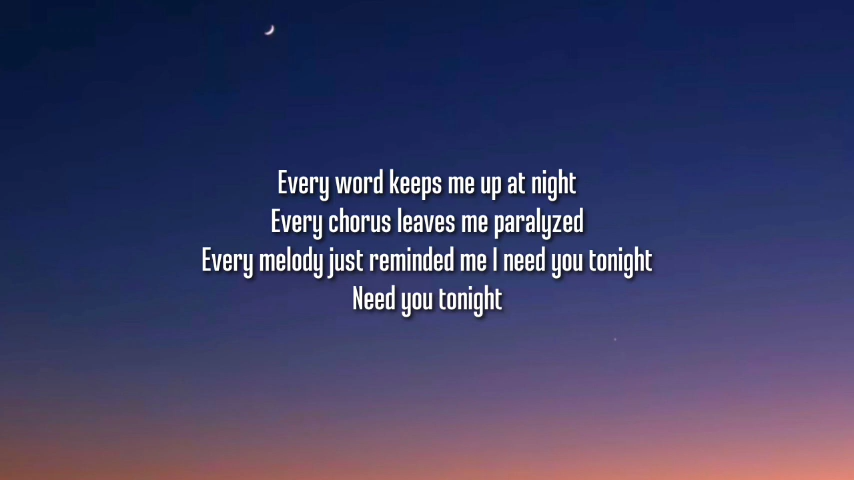 Every word keeps me up at night
Every chorus leaves me paralyzed
Every melody just reminded me I need you tonight
Need you tonight